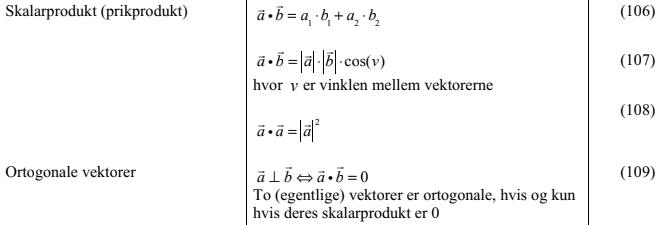 Skalarprodukt (prikprodukt) $\vec{a} \bullet \vec{b} = a_1 \cdot b_1 + a_2 \cdot b_2$ (106)
$\vec{a} \bullet \vec{b} = |\vec{a}| \cdot |\vec{b}| \cdot \cos(v)$ (107)
hvor $v$ er vinklen mellem vektorerne
(108)
$\vec{a} \bullet \vec{a} = |\vec{a}|^2$
Ortogonale vektorer $\vec{a} \perp \vec{b} \Leftrightarrow \vec{a} \bullet \vec{b} = 0$ (109)
To (egentlige) vektorer er ortogonale, hvis og kun
hvis deres skalarprodukt er 0